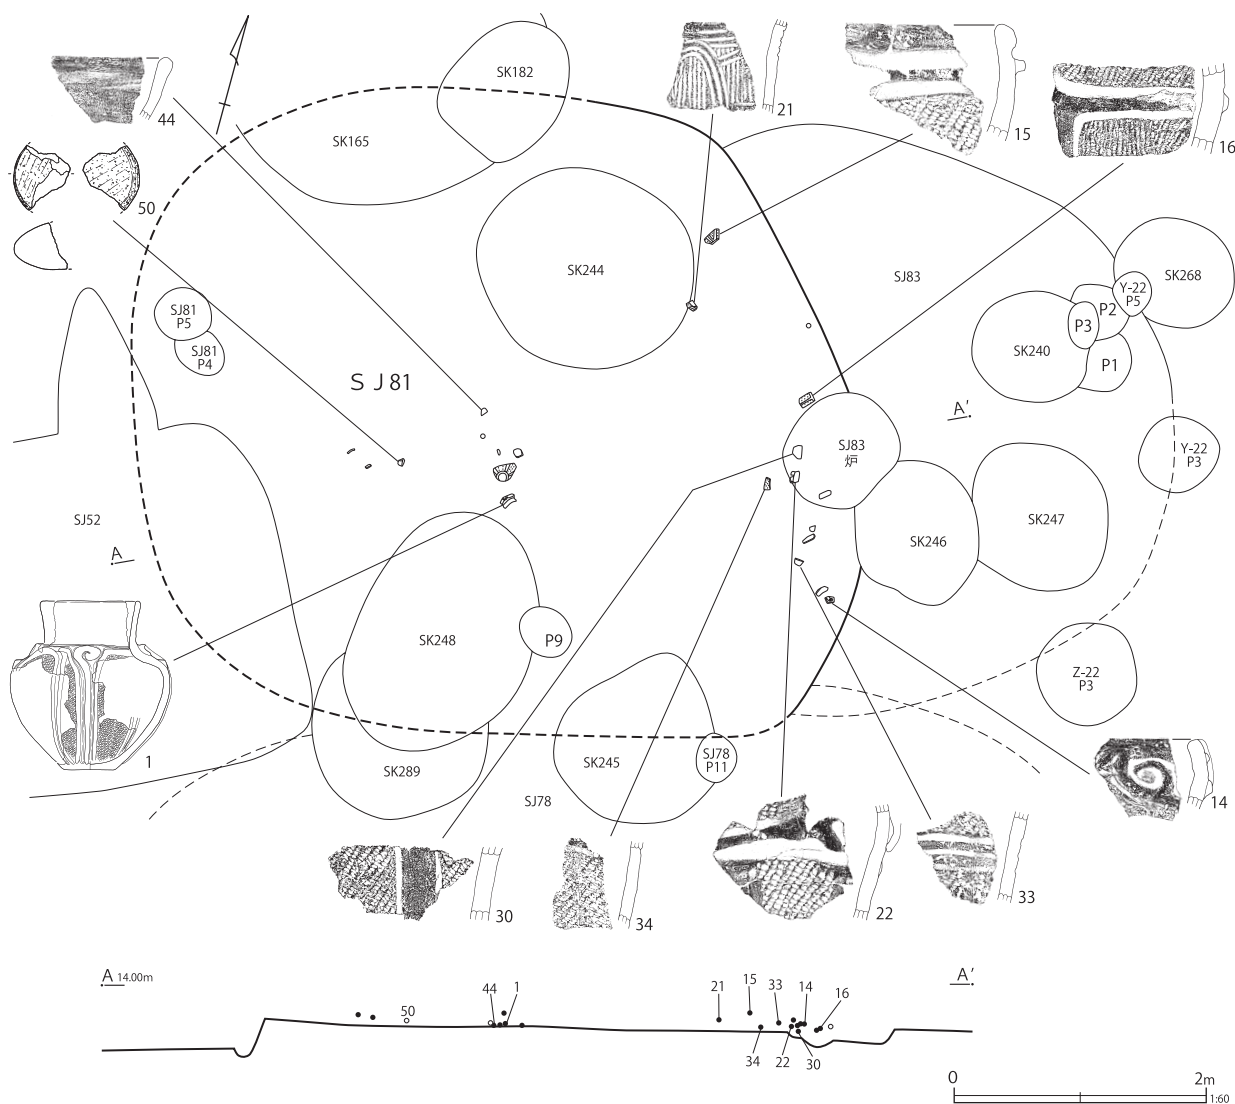 SK182
44
SK165
21
15
16
50
SK244
SJ83
SK268
Y-22
P5
P2
P3
SJ81
P5
SJ81
P4
SK240
P1
S J 81
A′
SJ83
炉
Y-22
P3
SJ52
A
SK247
SK246
SK248
P9
Z-22
P3
1
SK289
SK245
SJ78
P11
SJ78
14
30
34
22
33
A 14.00m
A′
44
1
50
21
15
33
14
16
34
22
30
0
2m
1:60